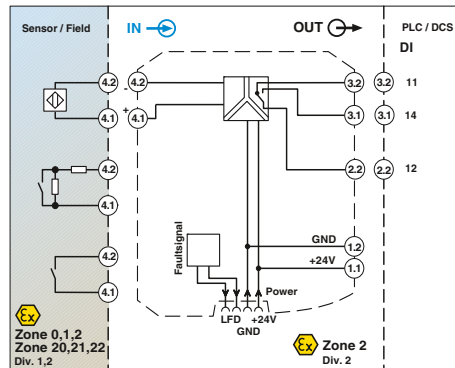 Sensor / Field
IN
OUT
PLC / DCS
DI
4.2
-
4.2
3.2
3.2
11
4.1
+
4.1
3.1
3.1
14
4.2
2.2
2.2
12
4.1
4.2
Faultsignal
GND
1.2
+24V
1.1
4.1
Power
LFD
+24V
GND
Ex
Zone 0,1,2
Zone 20,21,22
Div. 1,2
Ex
Zone 2
Div. 2